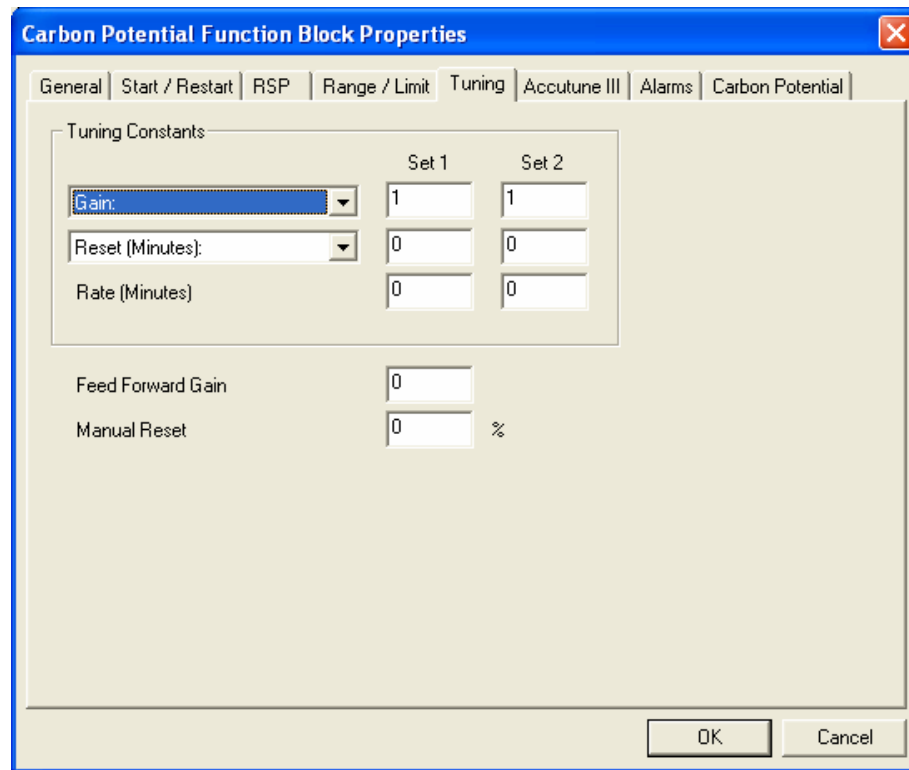 Carbon Potential Function Block Properties
General Start / Restart RSP Range / Limit Tuning Accutune III Alarms Carbon Potential
Tuning Constants
Set 1 Set 2
Gain: 1 1
Reset (Minutes): 0 0
Rate (Minutes) 0 0
Feed Forward Gain 0
Manual Reset 0 %
OK Cancel